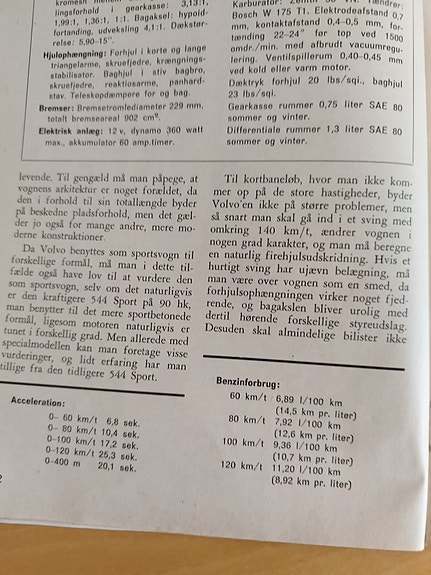 kromesh mellem
lingsforhold i gearkasse: 3,13:1,
1,99:1, 1,36:1, 1:1. Bagaksel: hypoid-
fortanding, udveksling 4,1:1. Dækstør-
relse: 5,90—15".
Hjulophængning: Forhjul i korte og lange
triangelarme, skruefjedre, krængnings-
stabilisator. Baghjul i stiv bagbro,
skruefjedre, reaktionsarme, panhard-
stav. Teleskopdæmpere for og bag.
Bremser: Bremsetromlediameter 229 mm,
totalt bremseareal 902 cm².
Elektrisk anlæg: 12 v, dynamo 360 watt
max., akkumulator 60 amp.timer.
Karburator:
Bosch W 175 T1. Elektrodeafstand 0,7
mm, kontaktafstand 0,4–0,5 mm, for-
tænding 22–24° før top ved 1500
omdr./min. med afbrudt vacuumregu-
lering. Ventilspillerum 0,40–0,45 mm
ved kold eller varm motor.
Dæktryk forhjul 20 lbs/sqi., baghjul
23 lbs/sqi.
Gearkasse rummer 0,75 liter SAE 80
sommer og vinter.
Differentiale rummer 1,3 liter SAE 80
sommer og vinter.
levende. Til gengæld må man påpege, at
vognens arkitektur er noget forældet, da
den i forhold til sin totallængde byder
på beskedne pladsforhold, men det gæl-
der jo også for mange andre, mere mo-
derne konstruktioner.
Da Volvo benyttes som sportsvogn til
forskellige formål, må man i dette til-
fælde også have lov til at vurdere den
som sportsvogn, selv om det naturligvis
er den kraftigere 544 Sport på 90 hk,
man benytter til det mere sportbetonede
formål, ligesom motoren naturligvis er
tunet i forskellig grad. Men allerede med
specialmodellen kan man foretage visse
vurderinger, og lidt erfaring har man
tillige fra den tidligere 544 Sport.
Til kortbaneløb, hvor man ikke kom-
mer op på de store hastigheder, byder
Volvo'en ikke på større problemer, men
så snart man skal gå ind i et sving med
omkring 140 km/t, ændrer vognen i
nogen grad karakter, og man må beregne
en naturlig firehjulsudskridning. Hvis et
hurtigt sving har ujævn belægning, må
man være over vognen som en smed, da
forhjulsophængningen virker noget fjed-
rende, og bagakslen bliver urolig med
dertil hørende forskellige styreudslag.
Desuden skal almindelige bilister ikke
Acceleration:
0– 60 km/t 6,8 sek.
0– 80 km/t 10,4 sek.
0–100 km/t 17,2 sek.
0–120 km/t 25,3 sek.
0–400 m 20,1 sek.
Benzinforbrug:
60 km/t 6,89 l/100 km
(14,5 km pr. liter)
80 km/t 7,92 l/100 km
(12,6 km pr. liter)
100 km/t 9,36 l/100 km
(10,7 km pr. liter)
120 km/t 11,20 l/100 km
(8,92 km pr. liter)
2